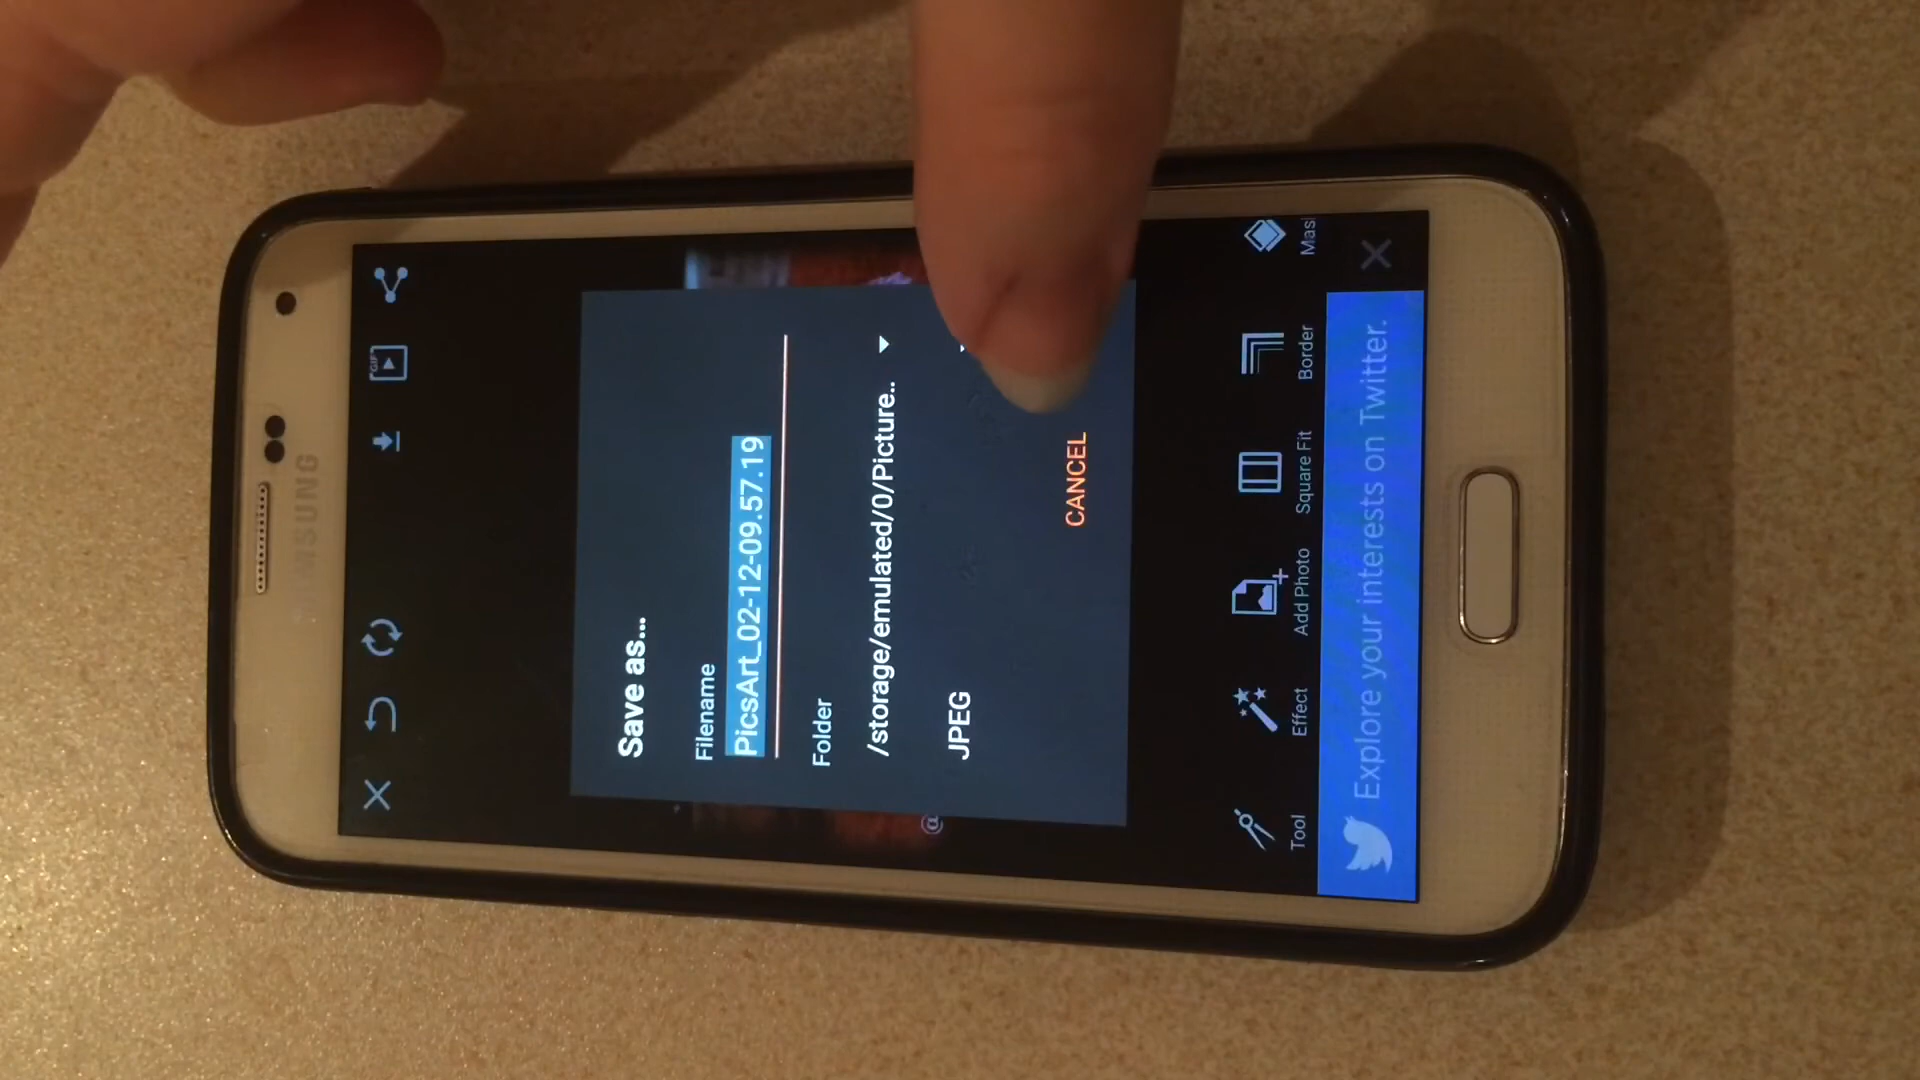 SAMSUNG
GIF
Save as...
Filename
PicsArt_02-12-09.57.19
Folder
/storage/emulated/0/Picture..
JPEG
CANCEL
@
Tool
Effect
Add Photo
Square Fit
Border
Mas
Explore your interests on Twitter.